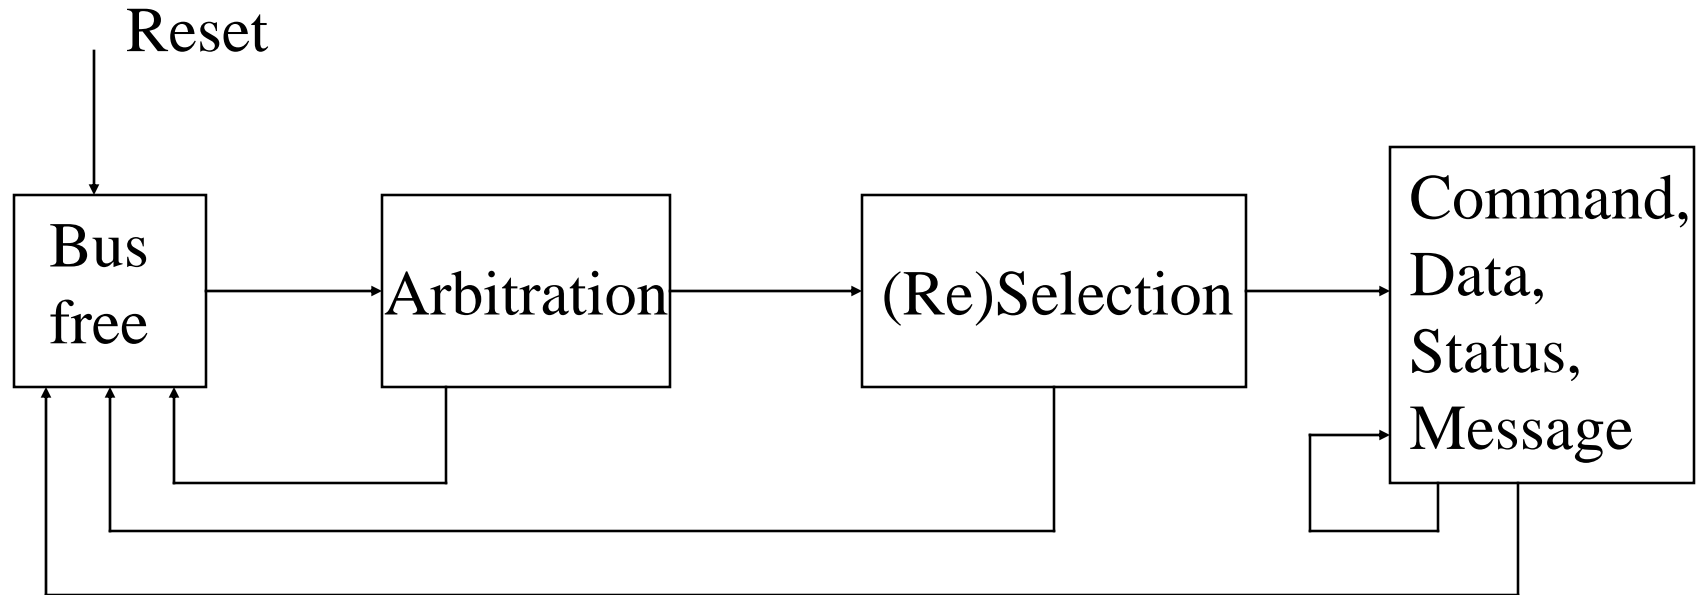 Reset
Bus
free
Arbitration
(Re)Selection
Command,
Data,
Status,
Message